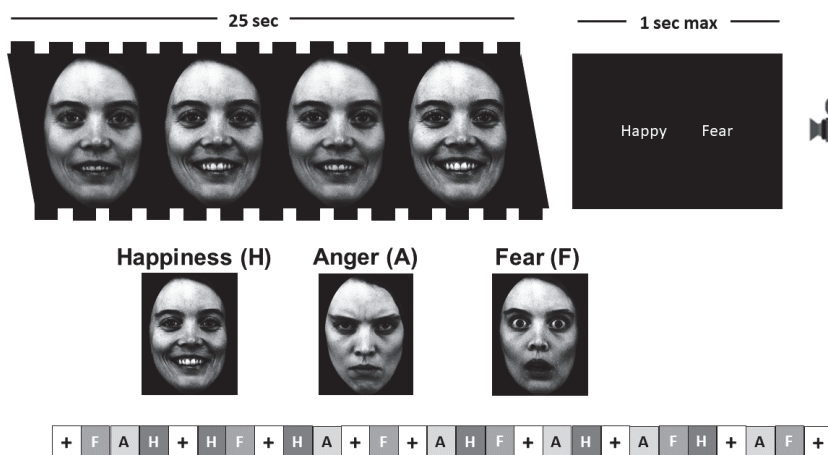 25 sec
1 sec max
Happy Fear
Happiness (H) Anger (A) Fear (F)
+ F A H + H F + H A + F + A H F + A H + A F H + A F +